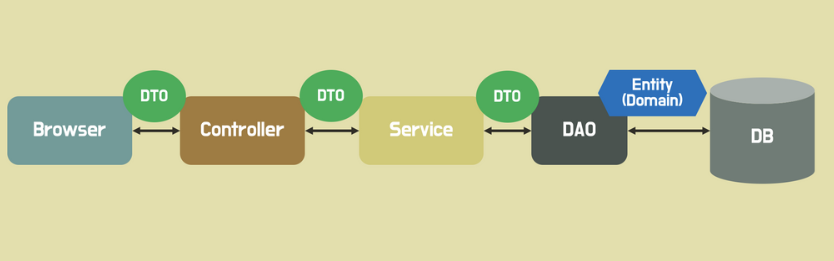 DTO
DTO
DTO
Entity
(Domain)
Browser
Controller
Service
DAO
DB